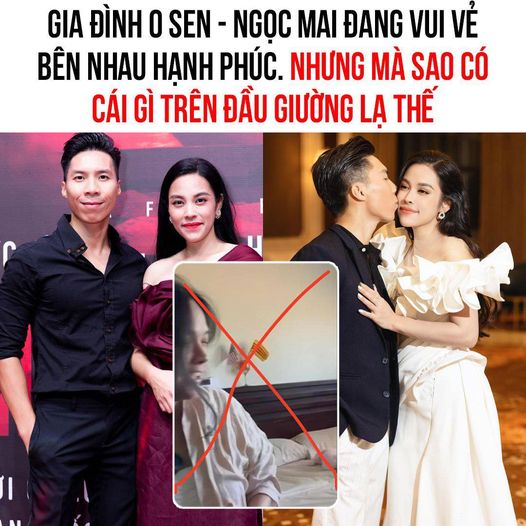 GIA ĐÌNH O SEN - NGỌC MAI ĐANG VUI VẺ
BÊN NHAU HẠNH PHÚC. NHƯNG MÀ SAO CÓ
CÁI GÌ TRÊN ĐẦU GIƯỜNG LẠ THẾ